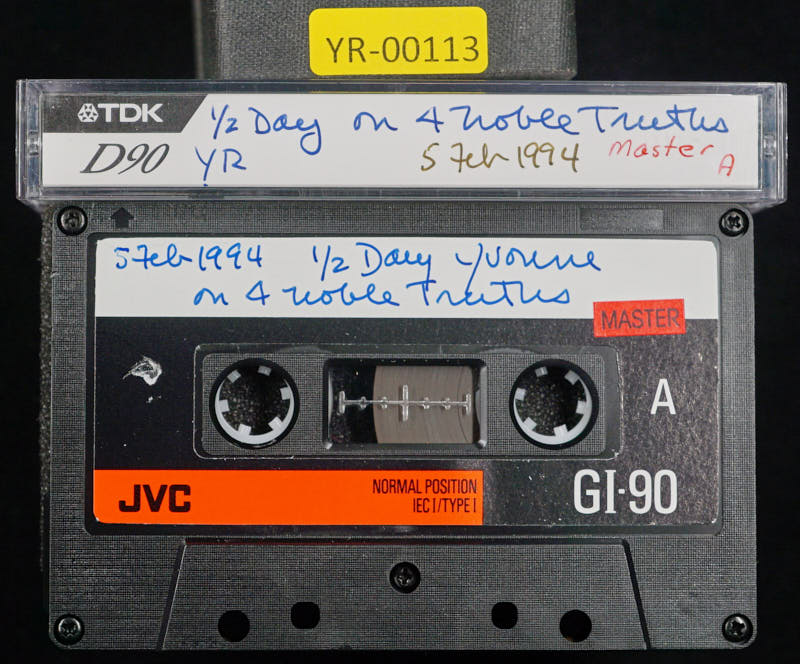 YR-00113
TDK
D90
1/2 Day on 4 Noble Truths
YR
5 Feb 1994
Master
A
5 Feb 1994 1/2 Day Yvonne
on 4 Noble Truths
MASTER
A
JVC
NORMAL POSITION
IEC I/TYPE I
GI-90